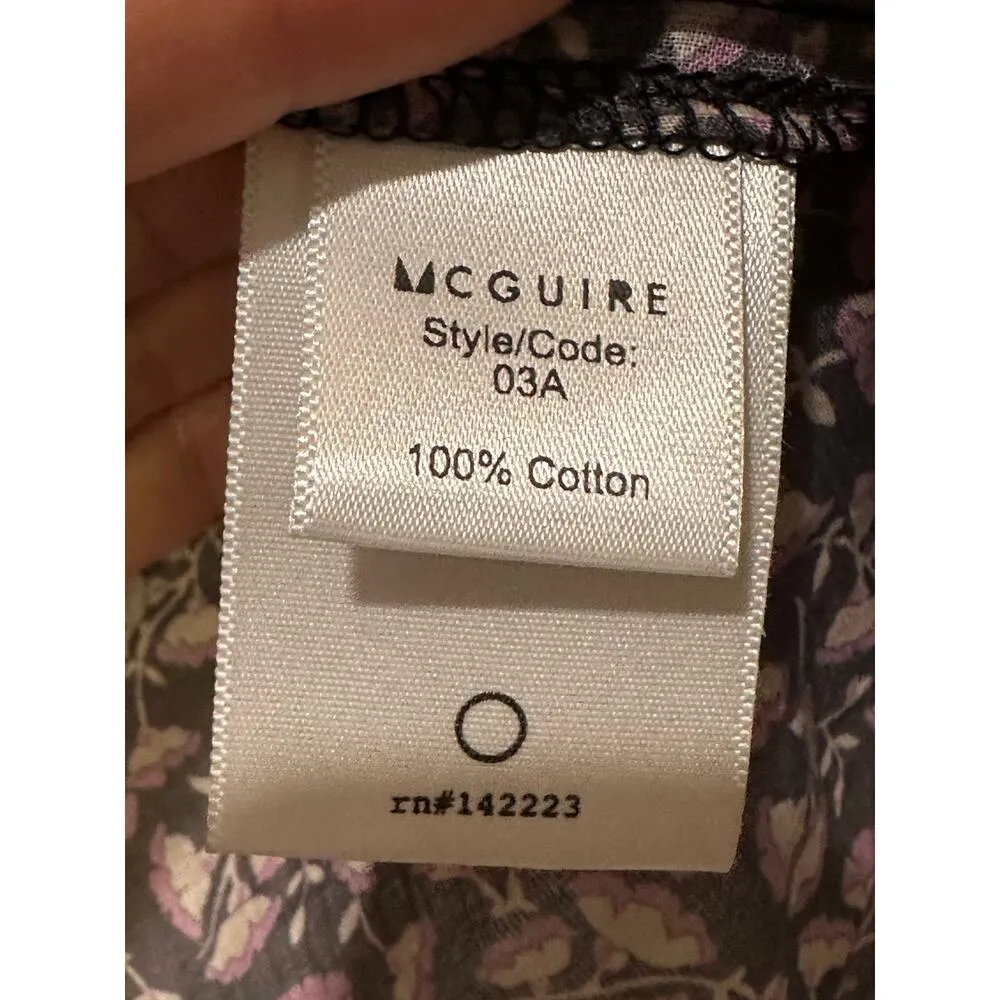 MCGUIRE
Style/Code:
03A
100% Cotton
rn#142223